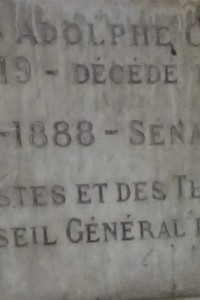 ADOLPHE
19 - DÉCÉDÉ
-1888 - SÉNA
STES ET DES TÉ
SEIL GÉNÉRAL